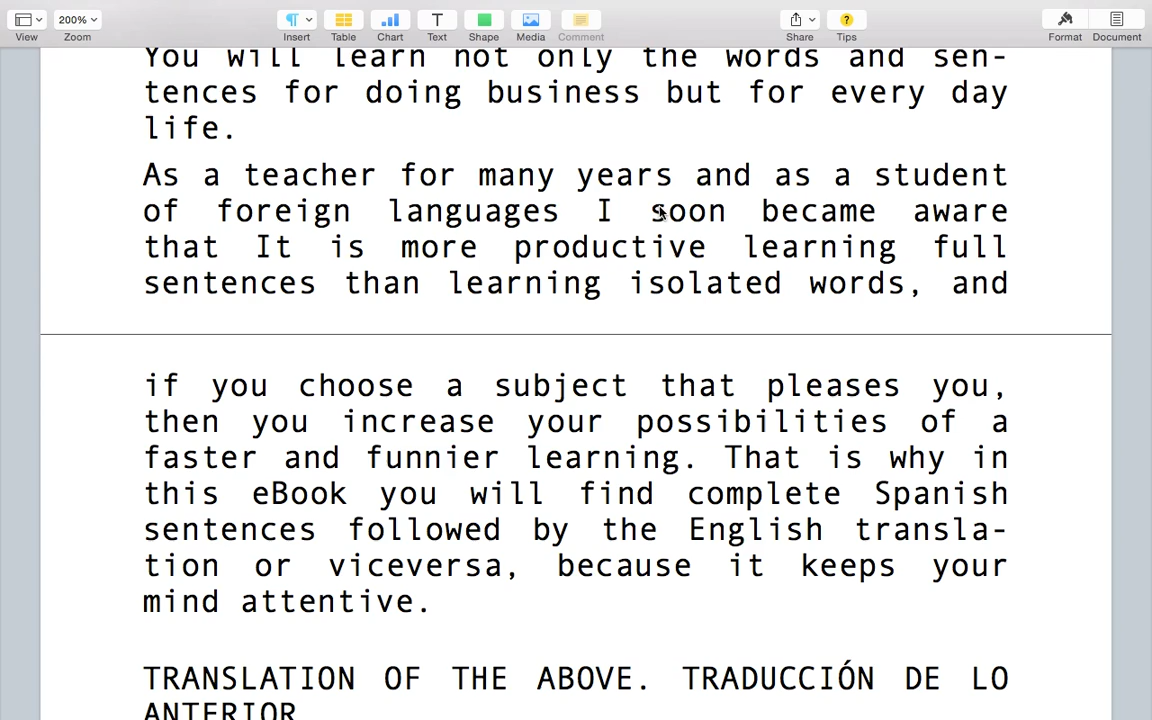 200%
View
Zoom
Insert
Table
Chart
T
Text
Shape
Media
Comment
Share
?
Tips
Format
Document
You will learn not only the words and sen-
tences for doing business but for every day
life.
As a teacher for many years and as a student
of foreign languages I soon became aware
that It is more productive learning full
sentences than learning isolated words, and
if you choose a subject that pleases you,
then you increase your possibilities of a
faster and funnier learning. That is why in
this eBook you will find complete Spanish
sentences followed by the English transla-
tion or viceversa, because it keeps your
mind attentive.
TRANSLATION OF THE ABOVE. TRADUCCIÓN DE LO
ANTERIOR